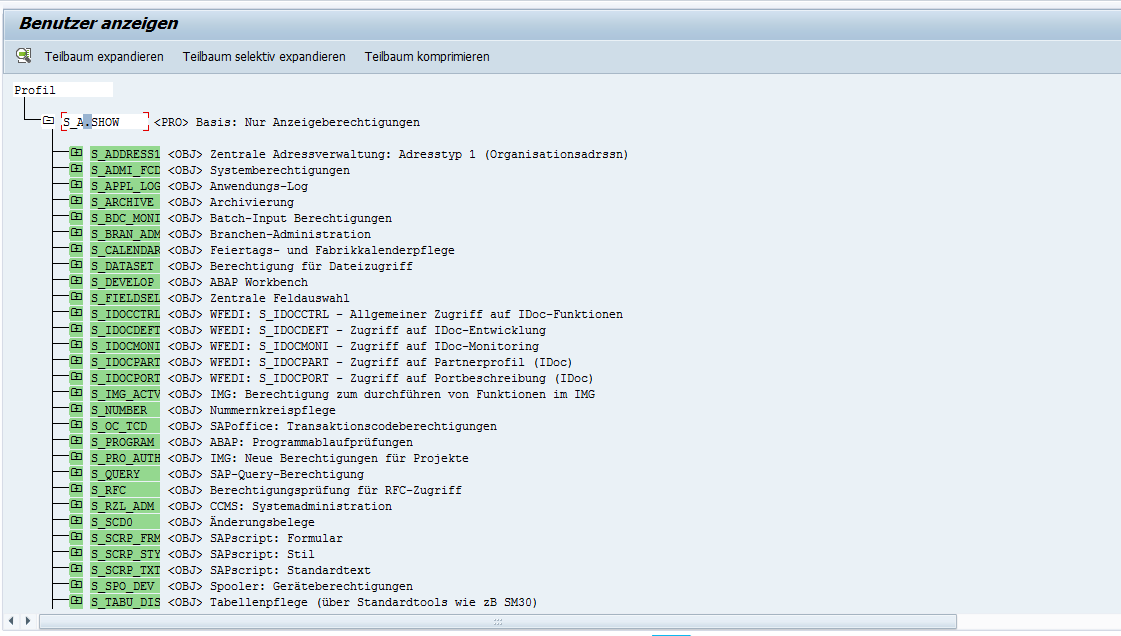 Benutzer anzeigen
Teilbaum expandieren Teilbaum selektiv expandieren Teilbaum komprimieren
Profil
S_A.SHOW <PRO> Basis: Nur Anzeigeberechtigungen
S_ADDRESS1 <OBJ> Zentrale Adressverwaltung: Adresstyp 1 (Organisationsadrssn)
S_ADMI_FCD <OBJ> Systemberechtigungen
S_APPL_LOG <OBJ> Anwendungs-Log
S_ARCHIVE <OBJ> Archivierung
S_BDC_MONI <OBJ> Batch-Input Berechtigungen
S_BRAN_ADM <OBJ> Branchen-Administration
S_CALENDAR <OBJ> Feiertags- und Fabrikkalenderpflege
S_DATASET <OBJ> Berechtigung für Dateizugriff
S_DEVELOP <OBJ> ABAP Workbench
S_FIELDSEL <OBJ> Zentrale Feldauswahl
S_IDOCCTRL <OBJ> WFEDI: S_IDOCCTRL - Allgemeiner Zugriff auf IDoc-Funktionen
S_IDOCDEFT <OBJ> WFEDI: S_IDOCDEFT - Zugriff auf IDoc-Entwicklung
S_IDOCMONI <OBJ> WFEDI: S_IDOCMONI - Zugriff auf IDoc-Monitoring
S_IDOCPART <OBJ> WFEDI: S_IDOCPART - Zugriff auf Partnerprofil (IDoc)
S_IDOCPORT <OBJ> WFEDI: S_IDOCPORT - Zugriff auf Portbeschreibung (IDoc)
S_IMG_ACTV <OBJ> IMG: Berechtigung zum durchführen von Funktionen im IMG
S_NUMBER <OBJ> Nummernkreispflege
S_OC_TCD <OBJ> SAPoffice: Transaktionscodeberechtigungen
S_PROGRAM <OBJ> ABAP: Programmablaufprüfungen
S_PRO_AUTH <OBJ> IMG: Neue Berechtigungen für Projekte
S_QUERY <OBJ> SAP-Query-Berechtigung
S_RFC <OBJ> Berechtigungsprüfung für RFC-Zugriff
S_RZL_ADM <OBJ> CCMS: Systemadministration
S_SCD0 <OBJ> Änderungsbelege
S_SCRP_FRM <OBJ> SAPscript: Formular
S_SCRP_STY <OBJ> SAPscript: Stil
S_SCRP_TXT <OBJ> SAPscript: Standardtext
S_SPO_DEV <OBJ> Spooler: Geräteberechtigungen
S_TABU_DIS <OBJ> Tabellenpflege (über Standardtools wie zB SM30)